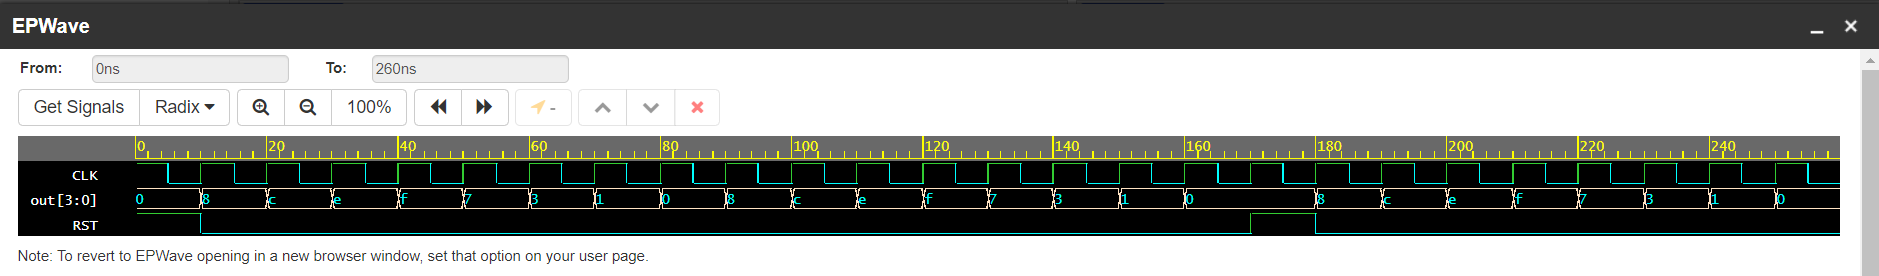 EPWave
From: 0ns To: 260ns
Get Signals Radix 100% -
0 20 40 60 80 100 120 140 160 180 200 220 240
CLK
out[3:0] 0 8 c e f 7 3 1 0 8 c e f 7 3 1 0 8 c e f 7 3 1 0
RST
Note: To revert to EPWave opening in a new browser window, set that option on your user page.